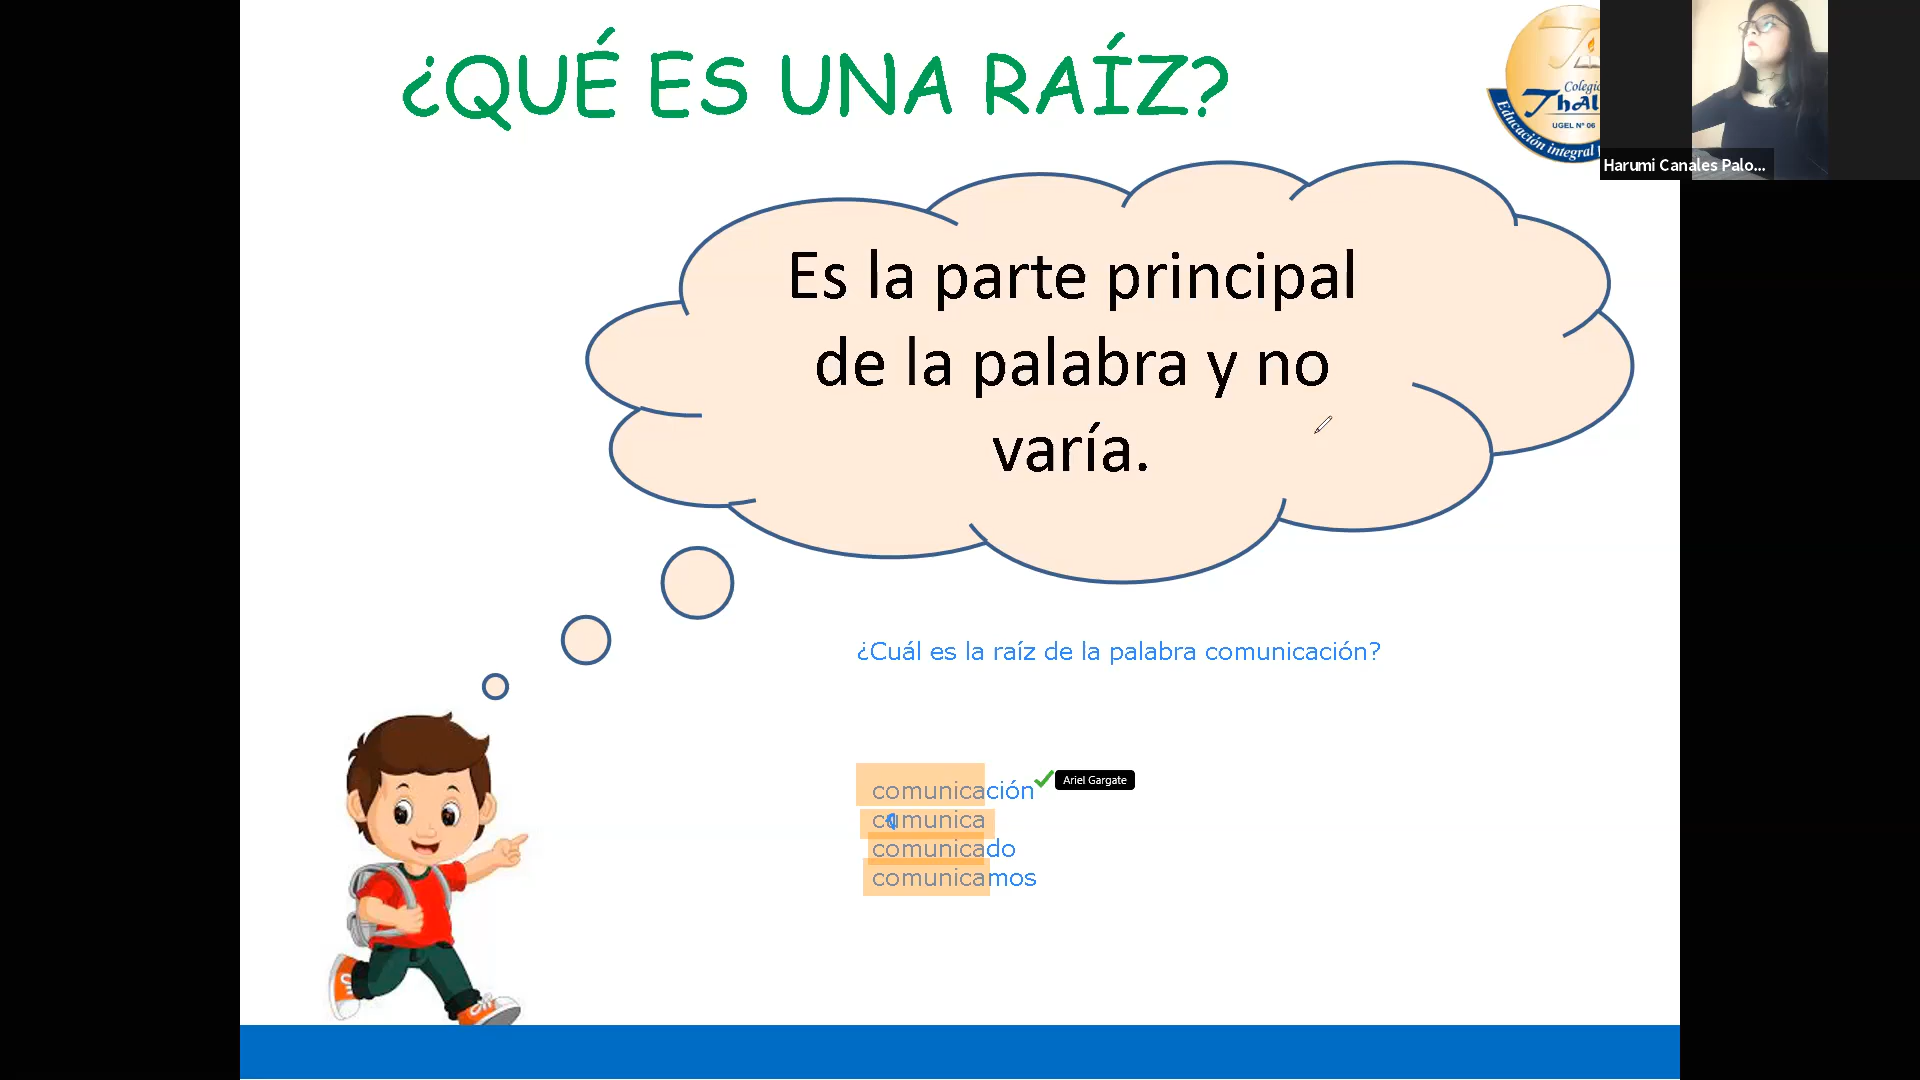 ¿QUÉ ES UNA RAÍZ?
Colegio
UGEL N° 06
Educación integral
Harumi Canales Palo...
Es la parte principal
de la palabra y no
varía.
¿Cuál es la raíz de la palabra comunicación?
comunicación
Ariel Gargate
comunica
comunicado
comunicamos